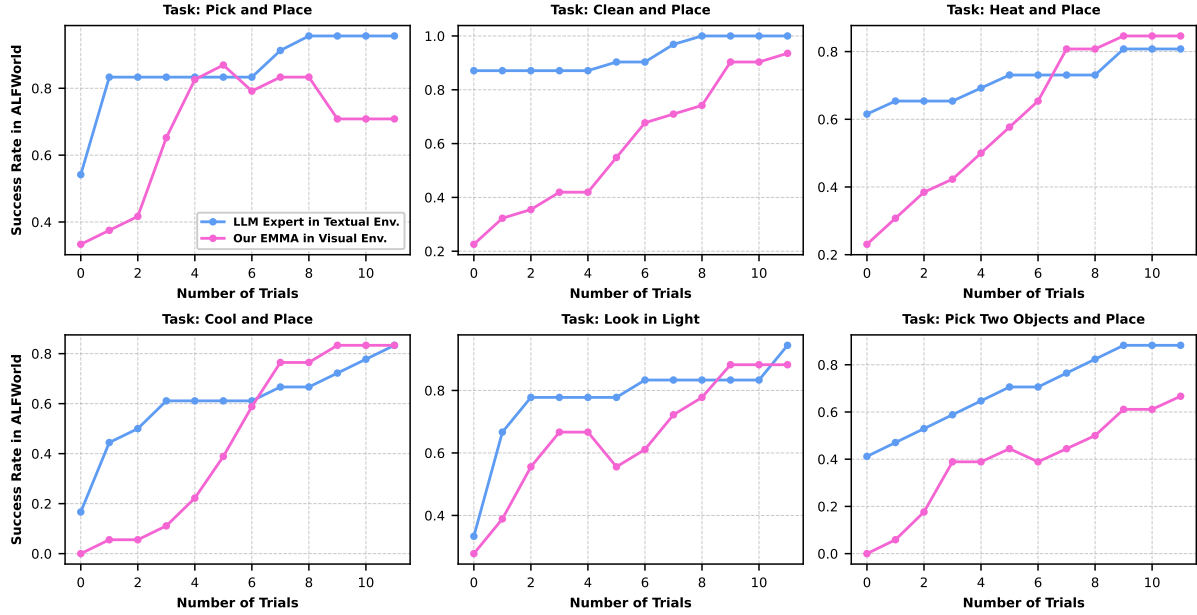 Task: Pick and Place
Success Rate in ALFWorld
0.8
0.6
0.4
LLM Expert in Textual Env.
Our EMMA in Visual Env.
0 2 4 6 8 10
Number of Trials
Task: Clean and Place
1.0
0.8
0.6
0.4
0.2
0 2 4 6 8 10
Number of Trials
Task: Heat and Place
0.8
0.6
0.4
0.2
0 2 4 6 8 10
Number of Trials
Task: Cool and Place
Success Rate in ALFWorld
0.8
0.6
0.4
0.2
0.0
0 2 4 6 8 10
Number of Trials
Task: Look in Light
0.8
0.6
0.4
0 2 4 6 8 10
Number of Trials
Task: Pick Two Objects and Place
0.8
0.6
0.4
0.2
0.0
0 2 4 6 8 10
Number of Trials